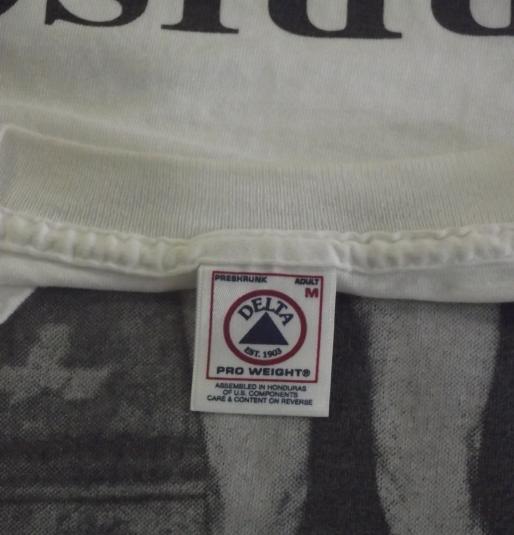 PRESHRUNK ADULT
M
DELTA
EST. 1903
PRO WEIGHT®
ASSEMBLED IN HONDURAS
OF U.S. COMPONENTS
CARE & CONTENT ON REVERSE